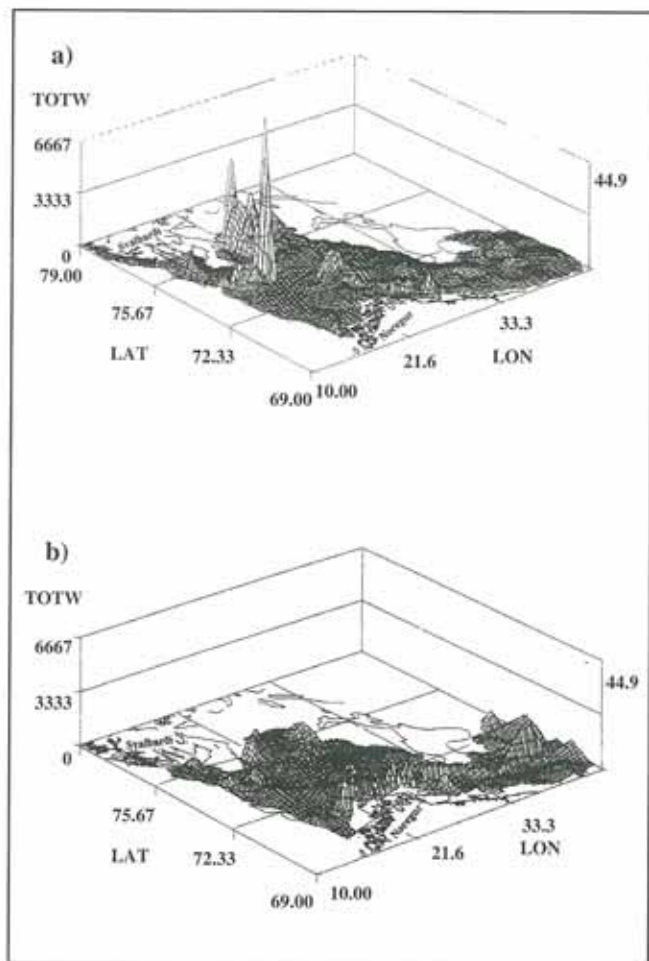 a)
TOTW
6667
3333
0
79.00
75.67
72.33
69.00
LAT
10.00
21.6
33.3
LON
44.9
Svalbard
Noregur
b)
TOTW
6667
3333
0
75.67
72.33
69.00
LAT
10.00
21.6
33.3
LON
44.9
Svalbard
Noregur